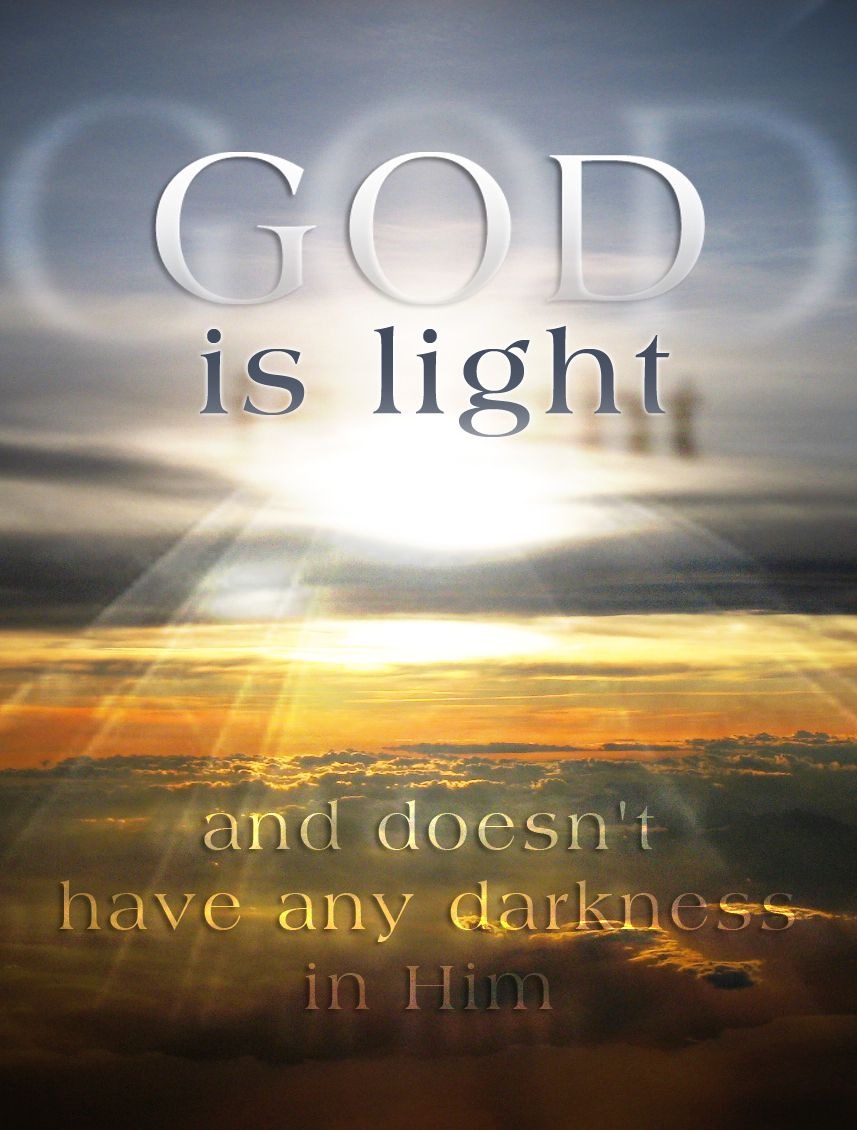 GOD
is light
and doesn't
have any darkness
in Him